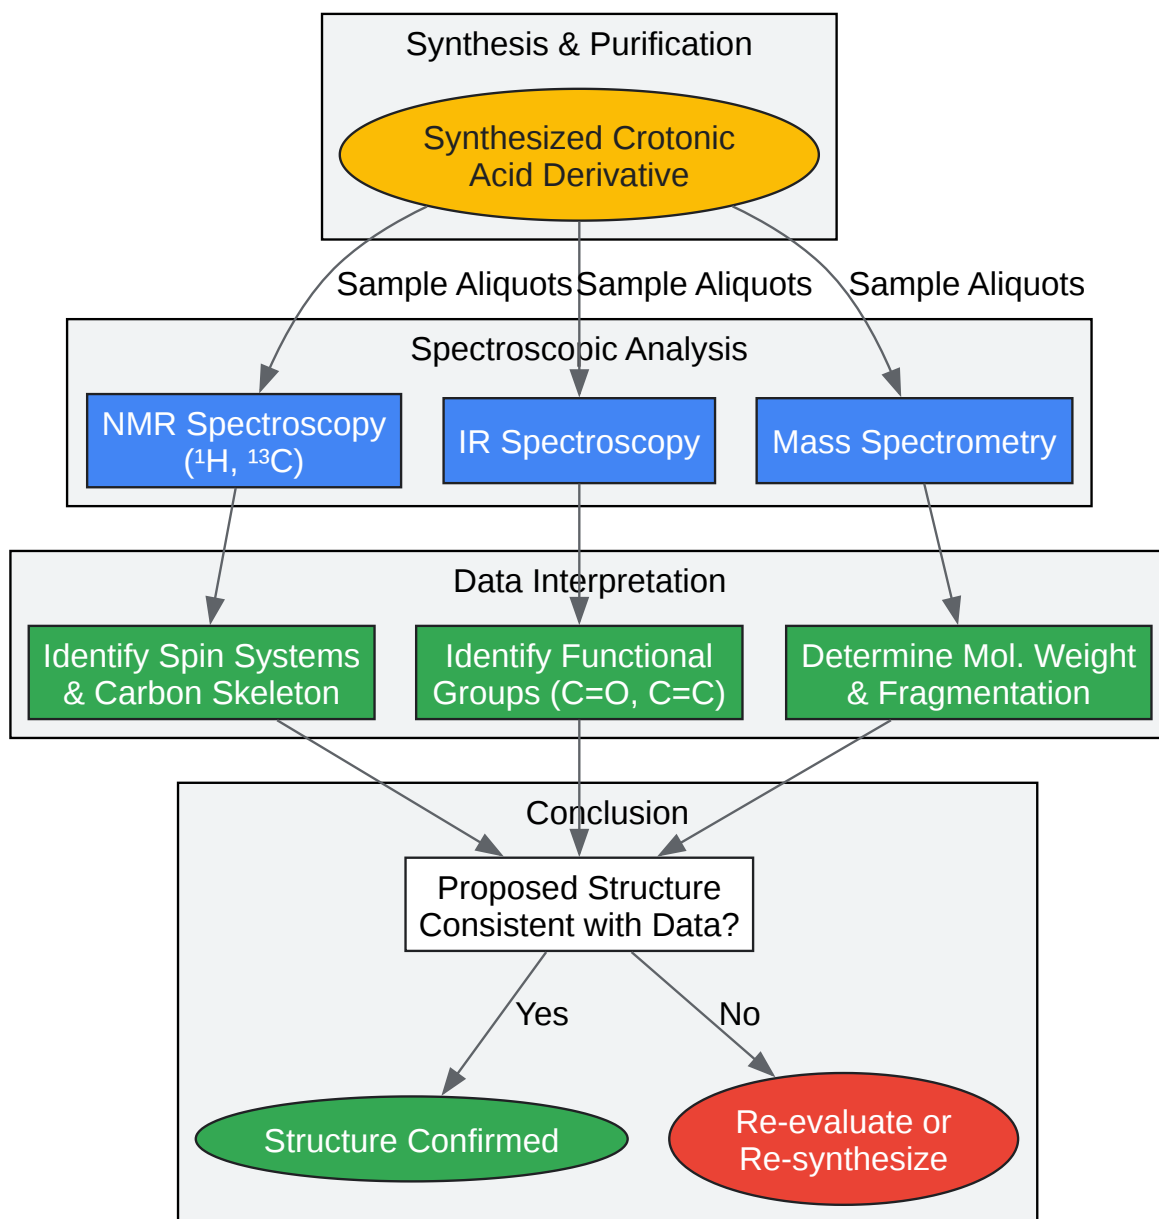 Synthesis & Purification
Synthesized Crotonic
Acid Derivative
Sample Aliquots
Sample Aliquots
Sample Aliquots
Spectroscopic Analysis
NMR Spectroscopy
(¹H, ¹³C)
IR Spectroscopy
Mass Spectrometry
Data Interpretation
Identify Spin Systems
& Carbon Skeleton
Identify Functional
Groups (C=O, C=C)
Determine Mol. Weight
& Fragmentation
Conclusion
Proposed Structure
Consistent with Data?
Yes
No
Structure Confirmed
Re-evaluate or
Re-synthesize